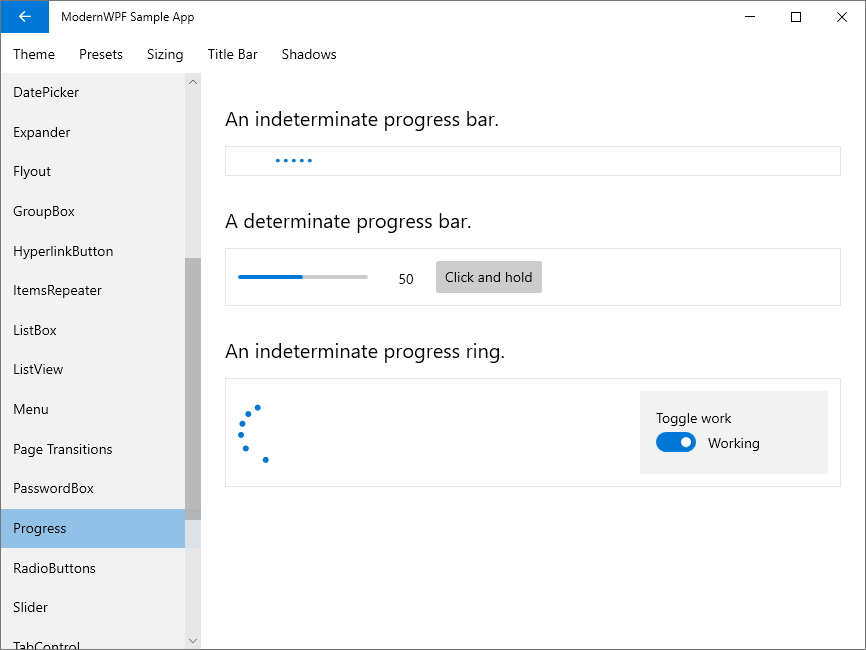 ModernWPF Sample App
Theme Presets Sizing Title Bar Shadows
DatePicker
Expander
Flyout
GroupBox
HyperlinkButton
ItemsRepeater
ListBox
ListView
Menu
Page Transitions
PasswordBox
Progress
RadioButtons
Slider
TabControl
An indeterminate progress bar.
A determinate progress bar.
50 Click and hold
An indeterminate progress ring.
Toggle work
Working